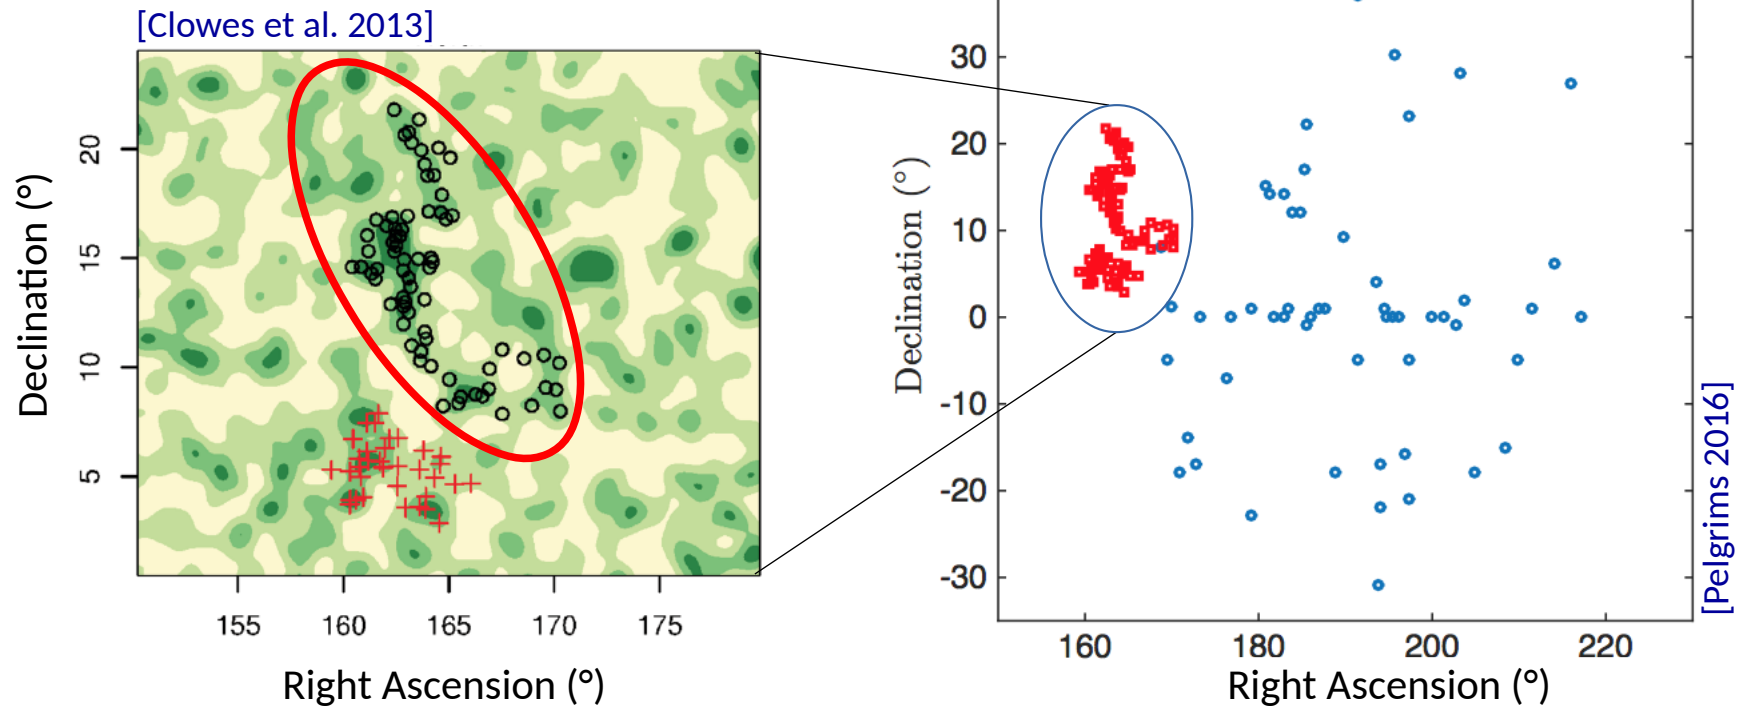 [Clowes et al. 2013]
Declination (°)
20
15
10
5
155 160 165 170 175
Right Ascension (°)
Declination (°)
30
20
10
0
-10
-20
-30
160 180 200 220
Right Ascension (°)
[Pelgrims 2016]